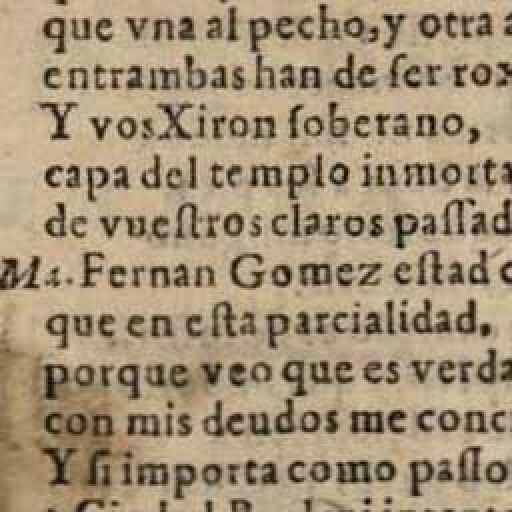 que vna al pecho, y otra a
entrambas han de ſer rox
Y vos Xiron ſoberano,
capa del templo inmorta
de vueſtros claros paſſad
Ma. Fernan Gomez eſtad c
que en eſta parcialidad,
porque veo que es verda
con mis deudos me conc
Y ſi importa como paſſo